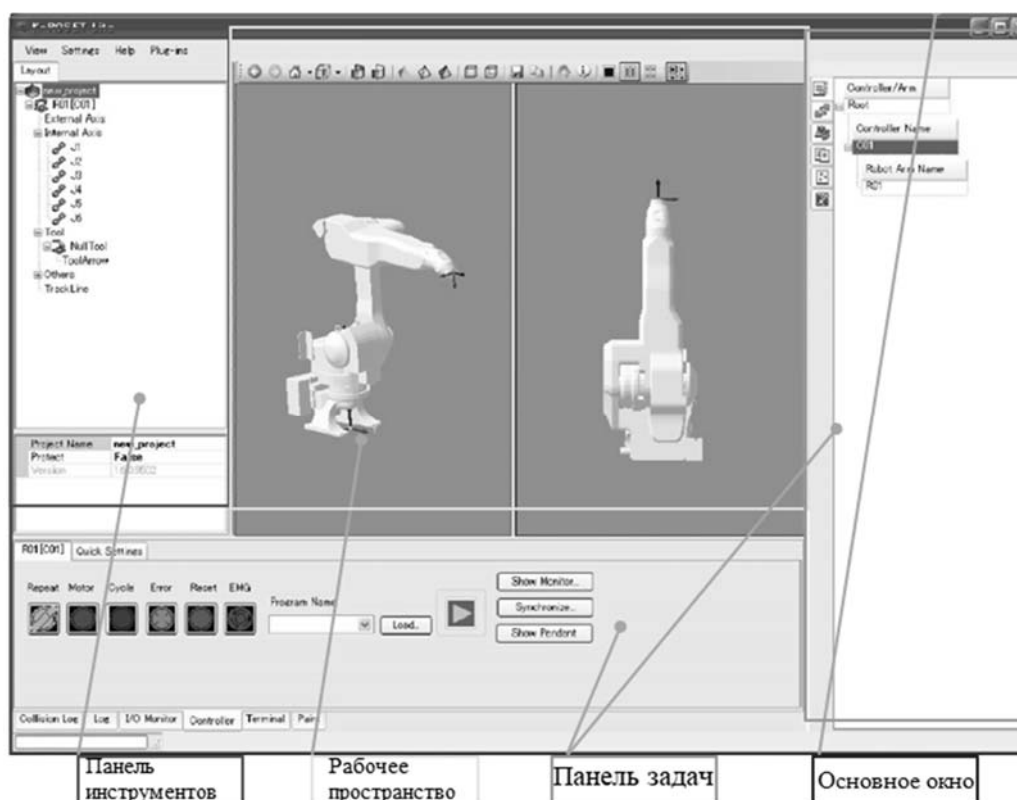 K-ROSET Lite
View Settings Help Plug-ins
Layout
new_project
R01[C01]
External Axis
Internal Axis
J1
J2
J3
J4
J5
J6
Tool
NullTool
ToolArrow
Others
TrackLine
Project Name new_project
Protect False
Version
Controller/Arm
Root
Controller Name
C01
Robot Arm Name
R01
R01[C01] Quick Settings
Repeat Motor Cycle Error Reset EMG
Program Name
Load..
Show Monitor..
Synchronize..
Show Pendent
Collision Log Log I/O Monitor Controller Terminal Pain
Панель
инструментов
Рабочее
пространство
Панель задач
Основное окно